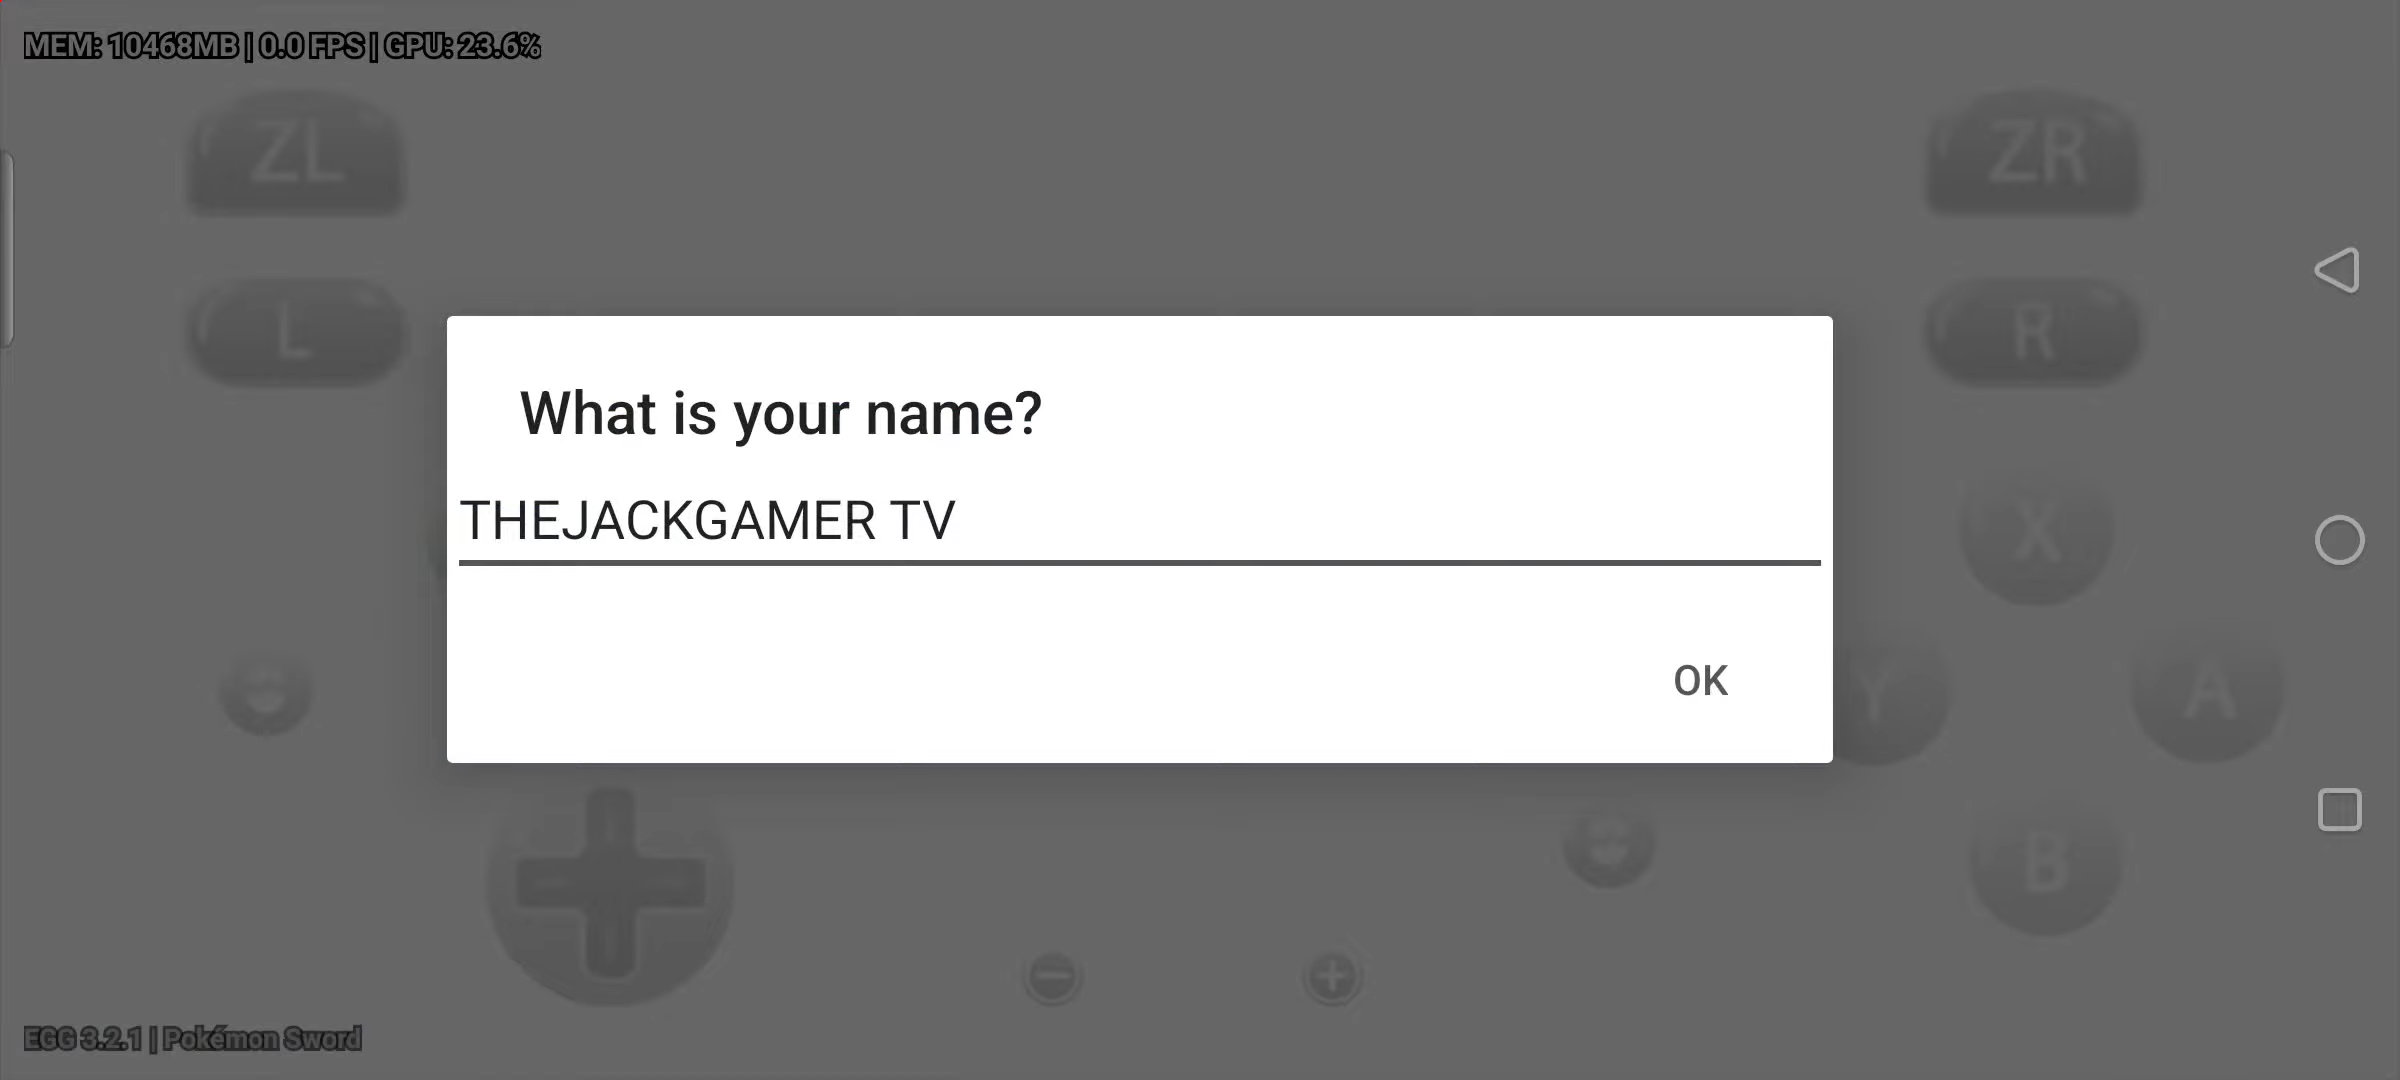 MEM: 10468MB | 0.0 FPS | GPU: 23.6%
ZL
ZR
L
R
What is your name?
THEJACKGAMER TV
X
OK
Y
A
B
EGG 3.2.1 | Pokémon Sword